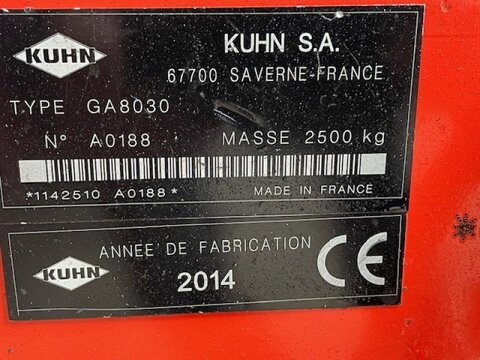 KUHN
KUHN S.A.
67700 SAVERNE-FRANCE
TYPE GA8030
N° A0188 MASSE 2500 kg
*1142510 A0188* MADE IN FRANCE
KUHN
ANNEE DE FABRICATION
2014
CE